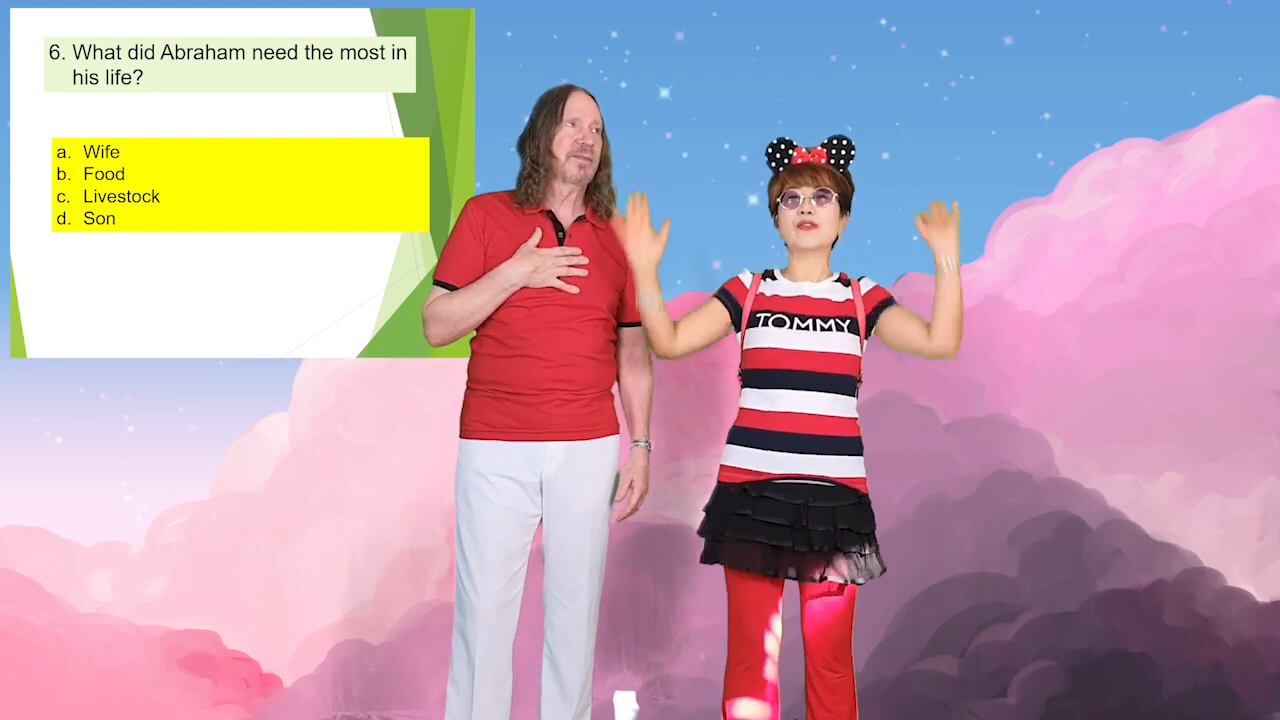 6. What did Abraham need the most in
his life?
a. Wife
b. Food
c. Livestock
d. Son
TOMMY